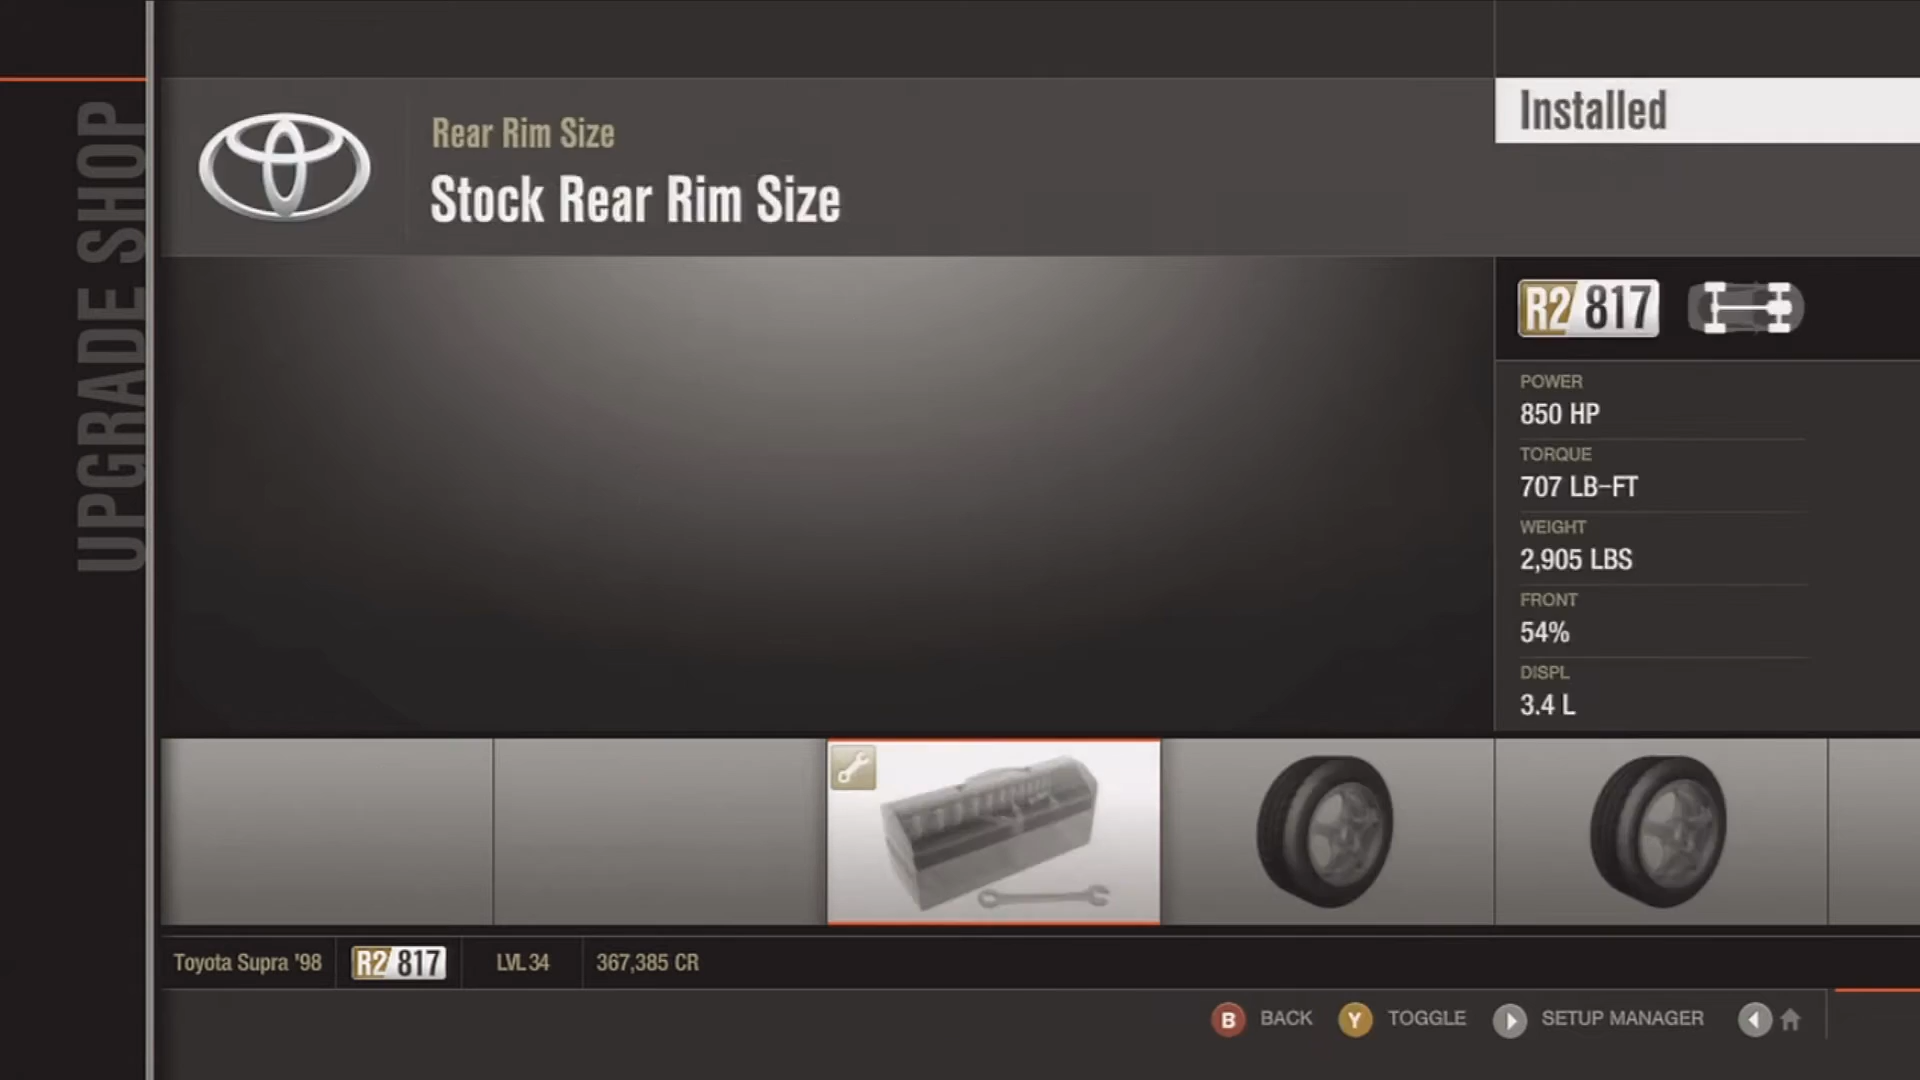 UPGRADE SHOP
Rear Rim Size
Stock Rear Rim Size
Installed
R2 817
POWER
850 HP
TORQUE
707 LB-FT
WEIGHT
2,905 LBS
FRONT
54%
DISPL
3.4 L
Toyota Supra '98 R2 817 LVL 34 367,385 CR
B BACK Y TOGGLE SETUP MANAGER